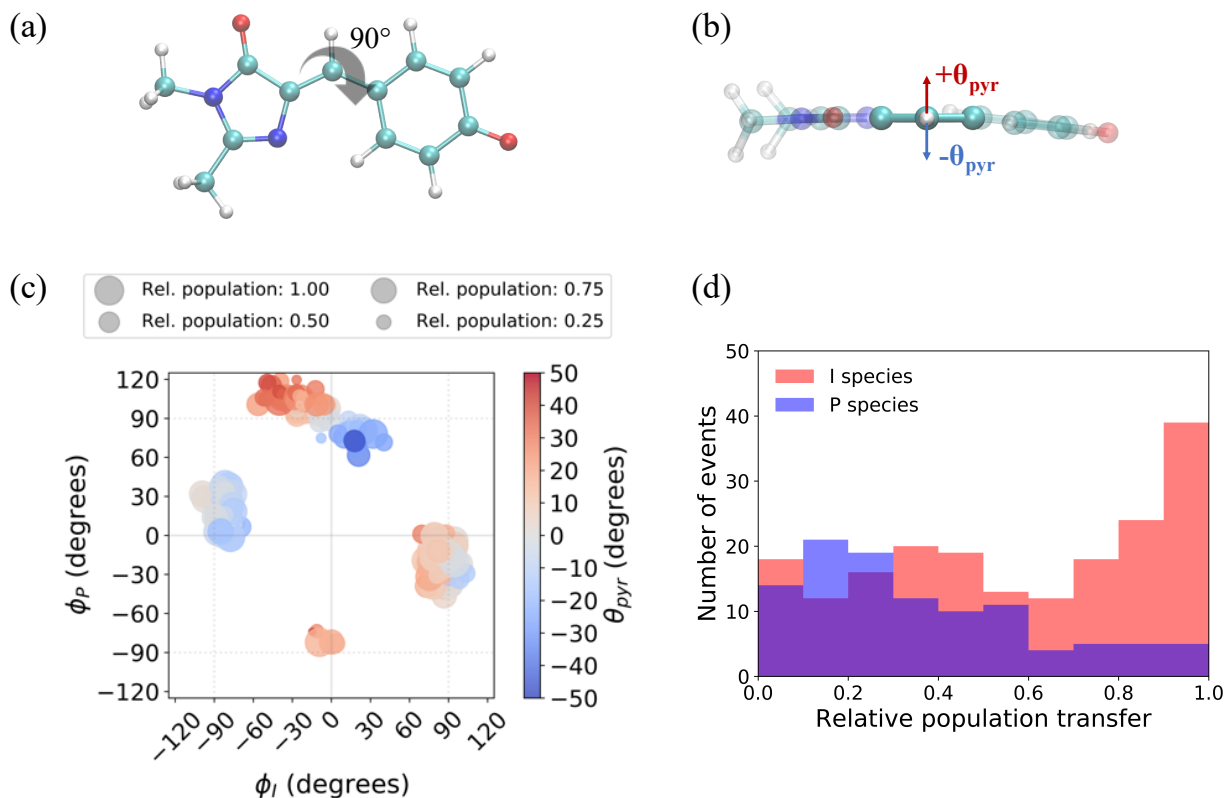 (a)
90°
(b)
+θpyr
-θpyr
(c)
Rel. population: 1.00
Rel. population: 0.75
Rel. population: 0.50
Rel. population: 0.25
120
90
60
30
0
−30
−60
−90
−120
ϕP (degrees)
−120
−90
−60
−30
0
30
60
90
120
ϕI (degrees)
50
40
30
20
10
0
−10
−20
−30
−40
−50
θpyr (degrees)
(d)
I species
P species
50
40
30
20
10
0
Number of events
0.0
0.2
0.4
0.6
0.8
1.0
Relative population transfer